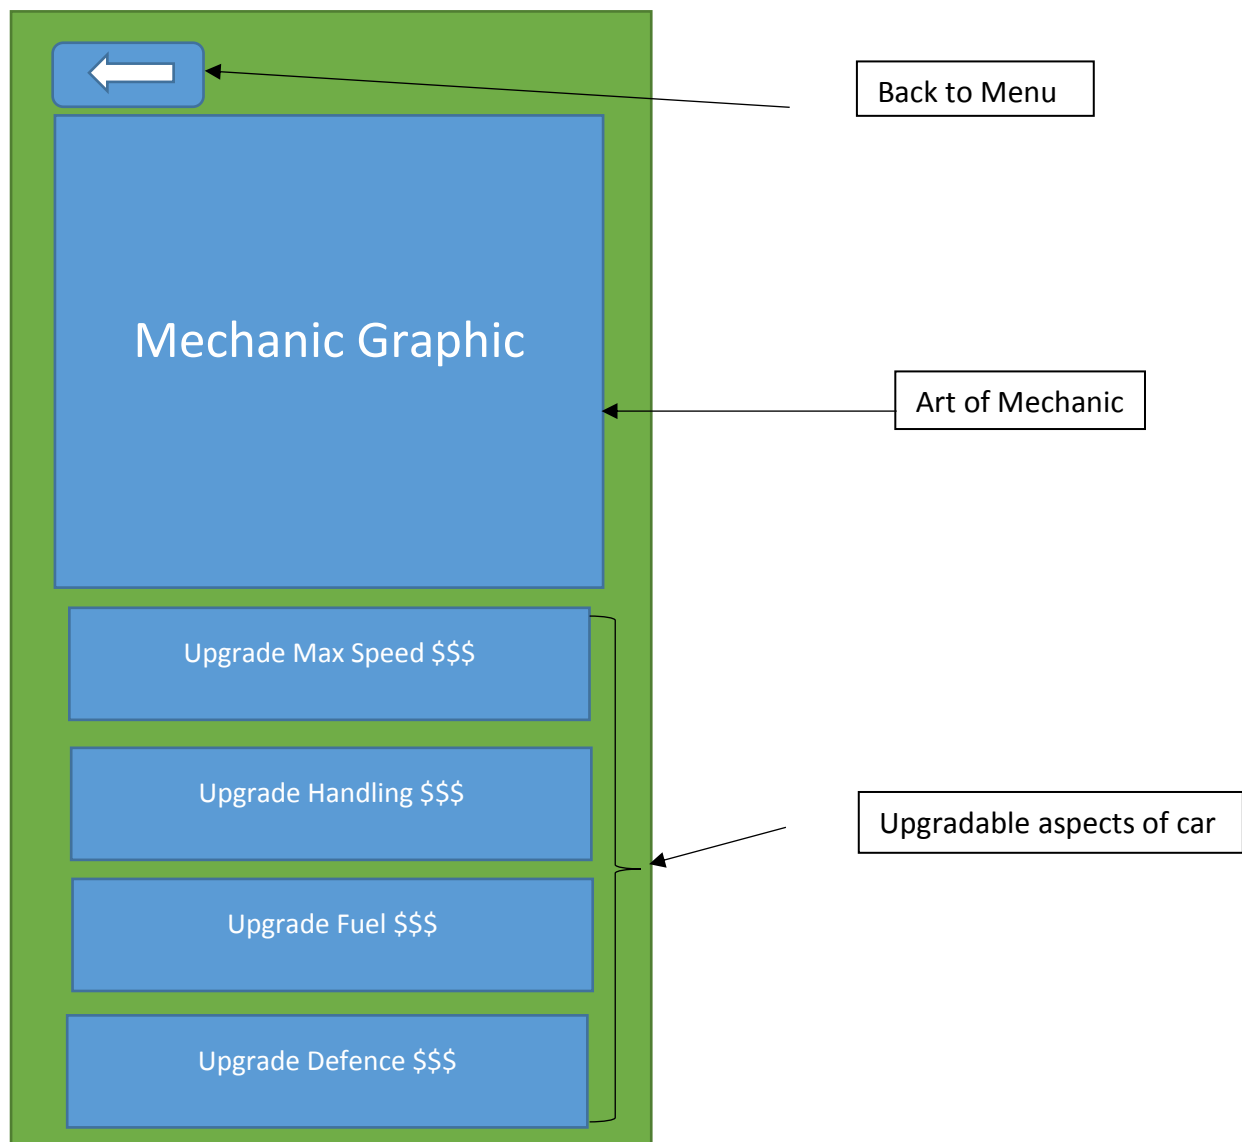 Back to Menu
Mechanic Graphic
Art of Mechanic
Upgrade Max Speed $$$
Upgrade Handling $$$
Upgradable aspects of car
Upgrade Fuel $$$
Upgrade Defence $$$